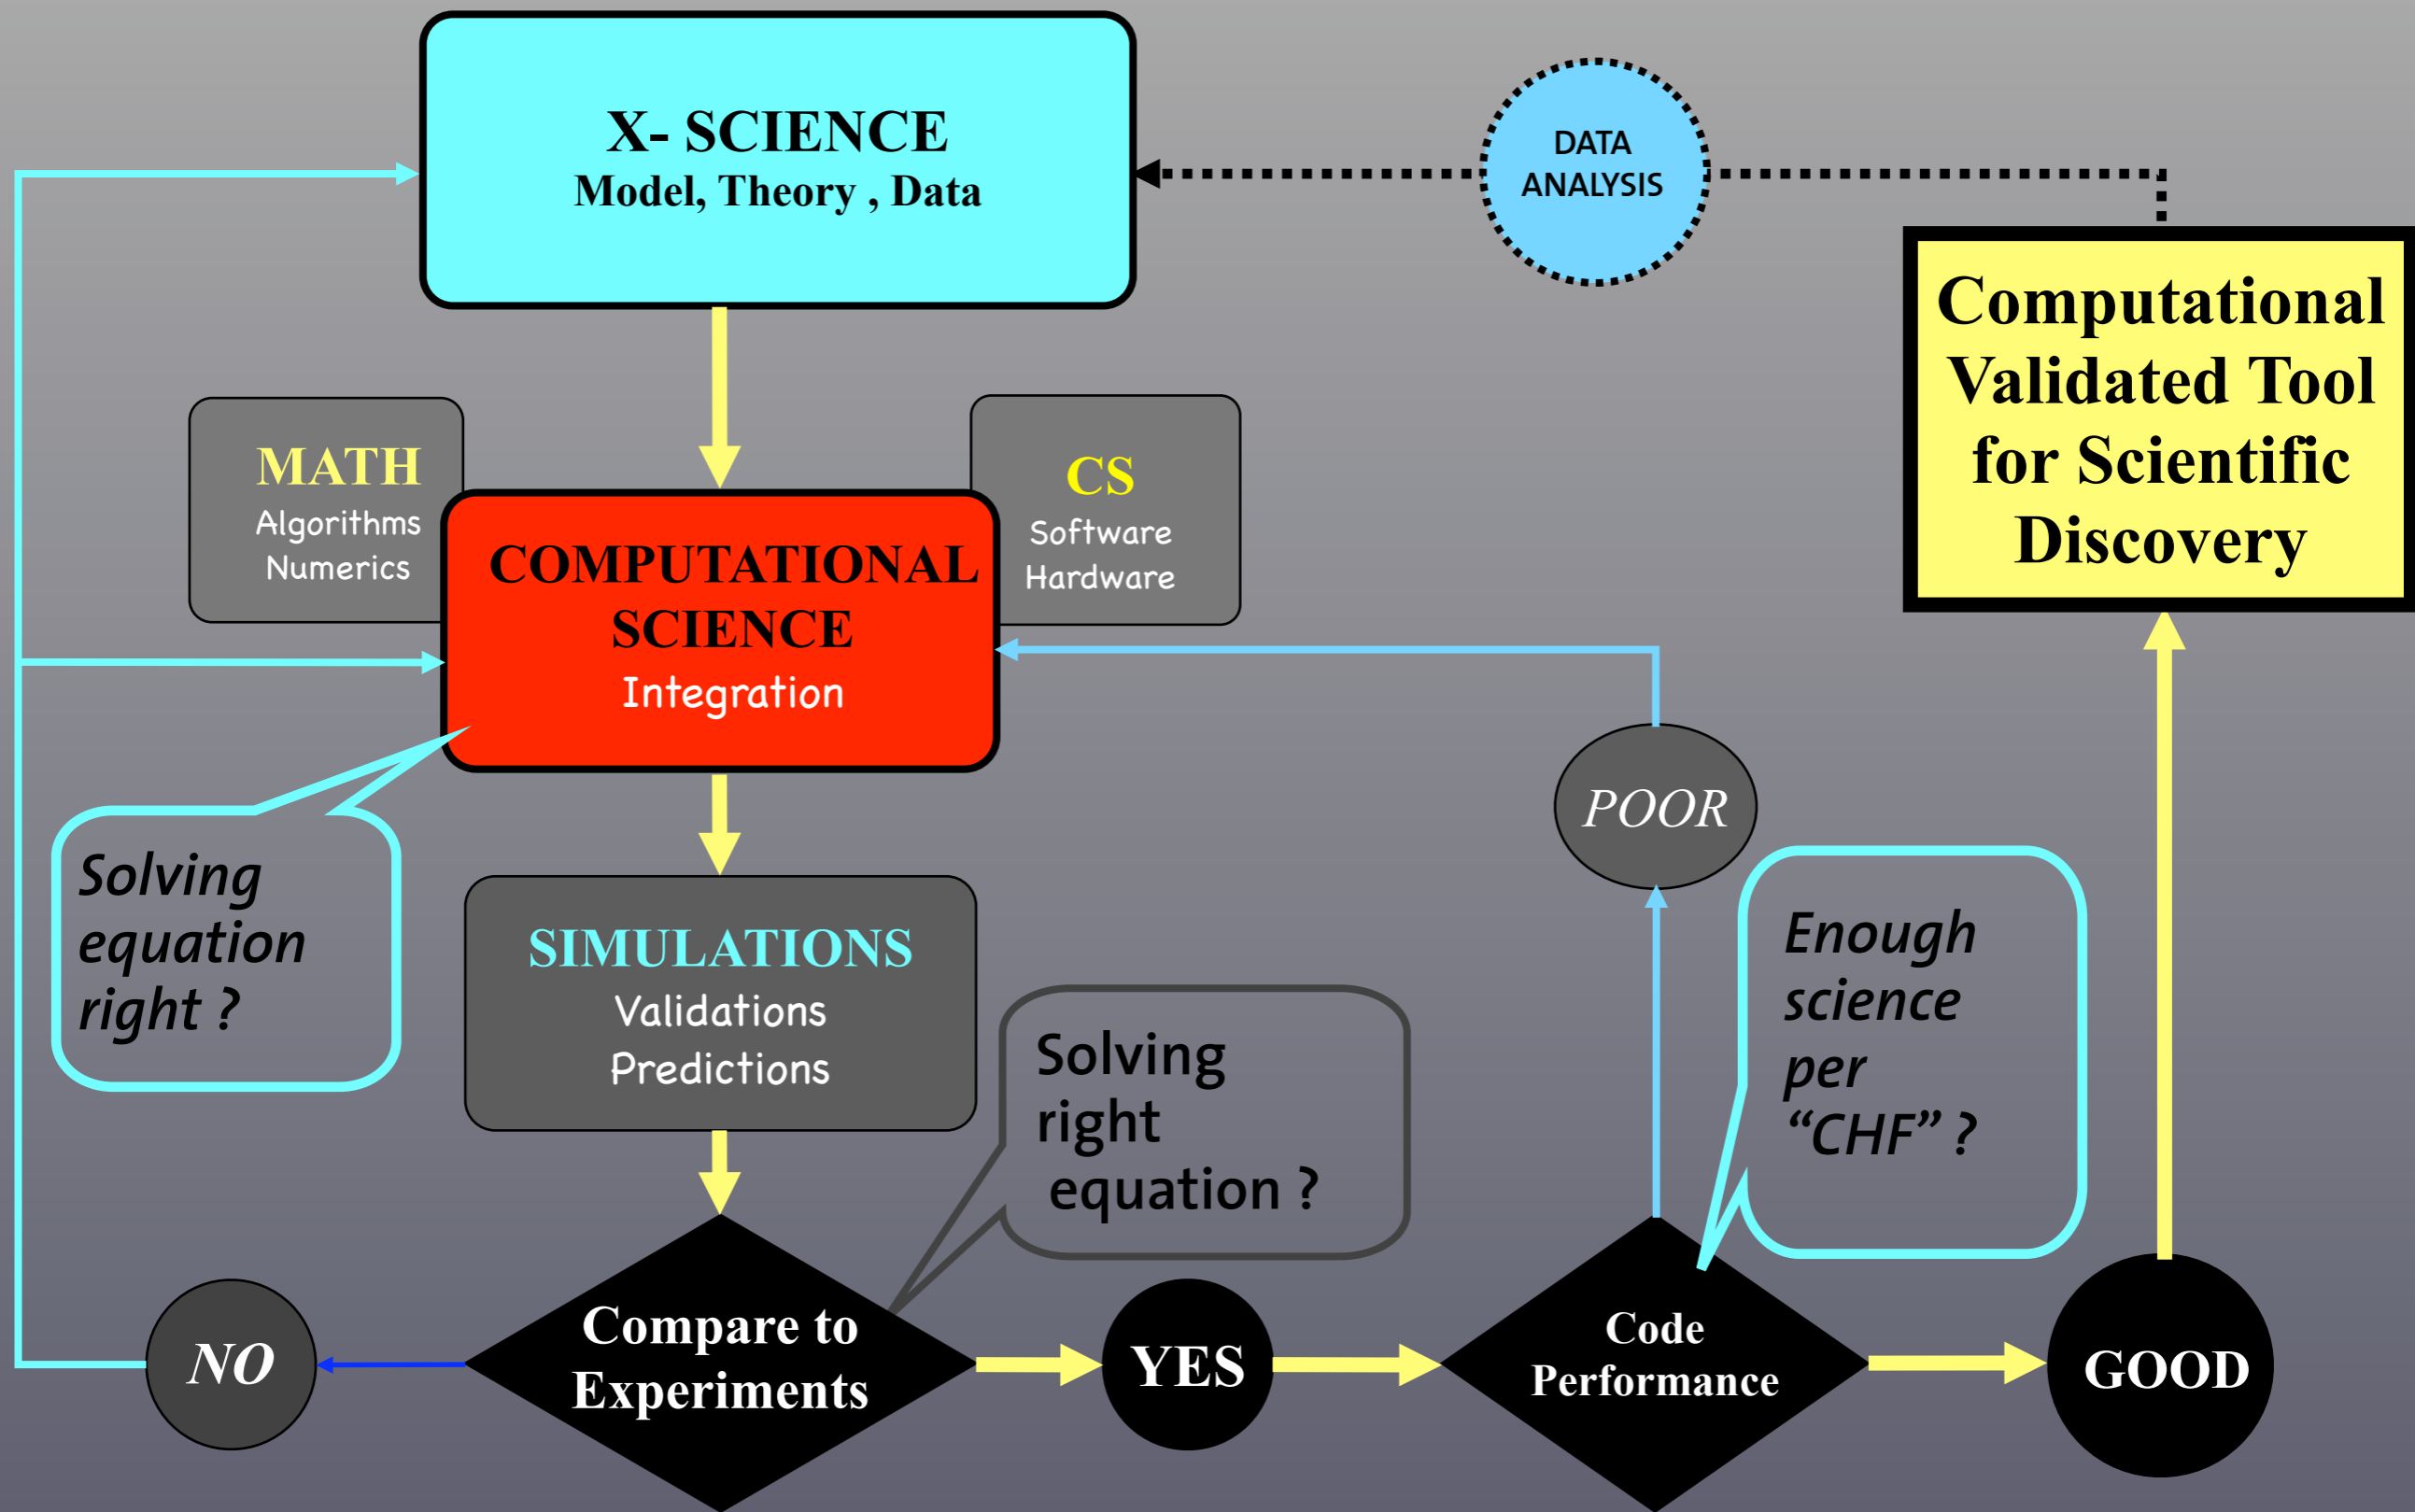 X- SCIENCE
Model, Theory , Data
DATA
ANALYSIS
Computational
Validated Tool
for Scientific
Discovery
MATH
Algorithms
Numerics
CS
Software
Hardware
COMPUTATIONAL
SCIENCE
Integration
POOR
Solving
equation
right ?
SIMULATIONS
Validations
Predictions
Solving
right
equation ?
Enough
science
per
“CHF” ?
NO
Compare to
Experiments
YES
Code
Performance
GOOD